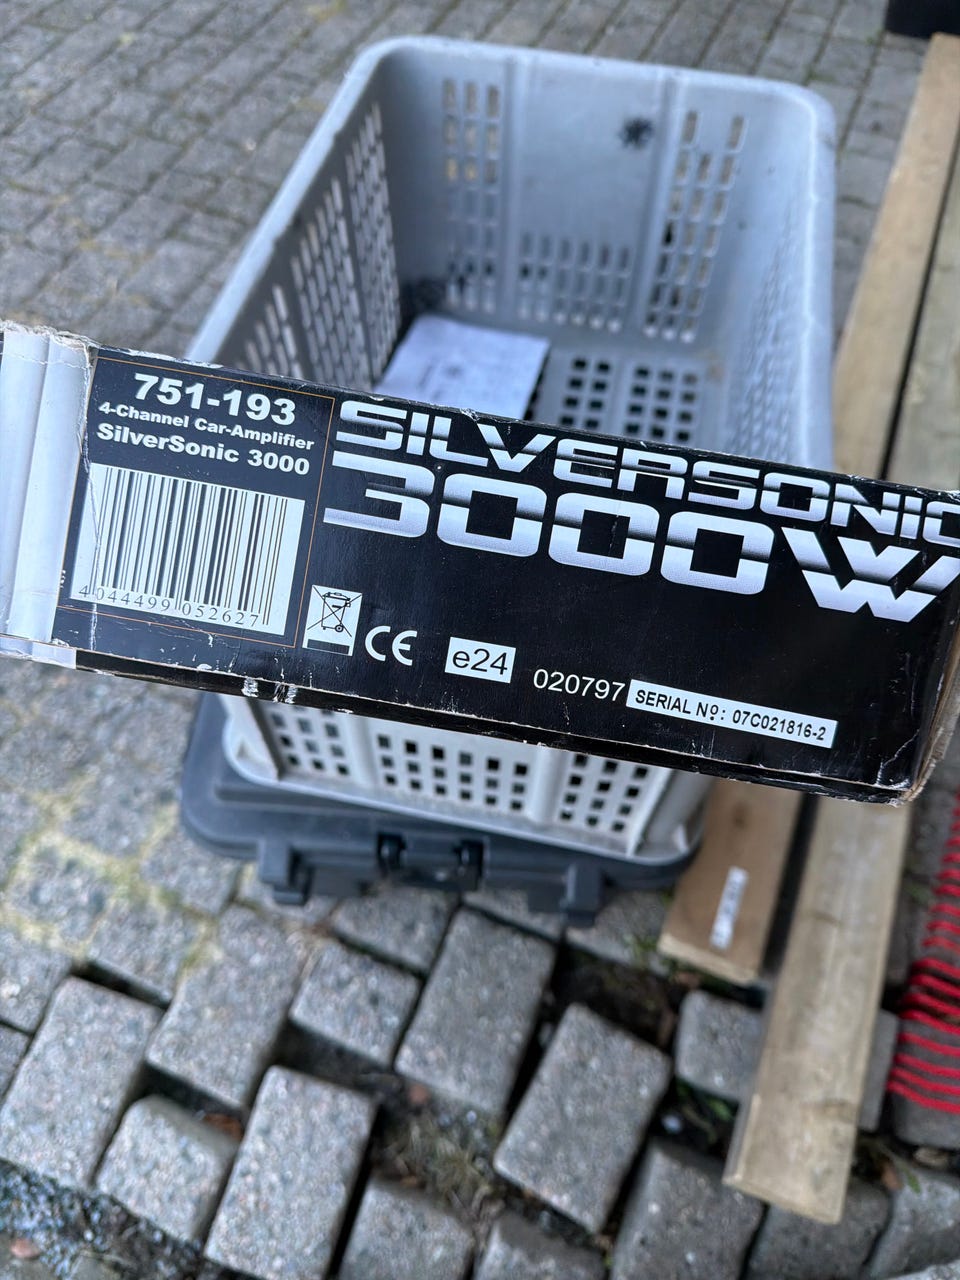 751-193
4-Channel Car-Amplifier
SilverSonic 3000
4 044499 052627
SILVERSONIC
3000W
CE
e24
020797
SERIAL Nº: 07C021816-2